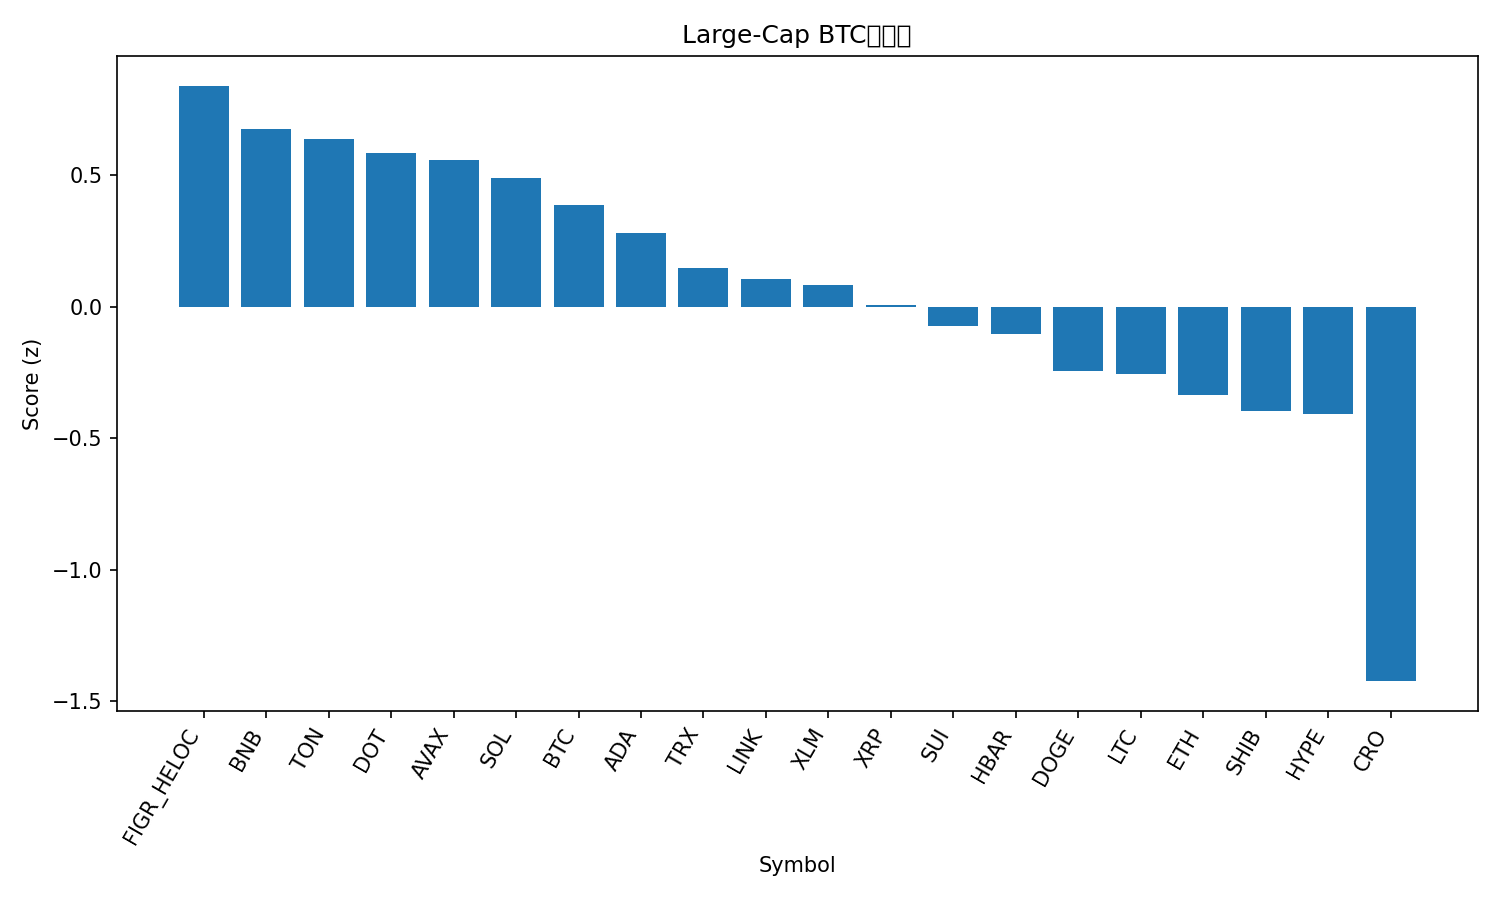 Large-Cap BTC
Score (z)
0.5
0.0
−0.5
−1.0
−1.5
FIGR_HELOC
BNB
TON
DOT
AVAX
SOL
BTC
ADA
TRX
LINK
XLM
XRP
SUI
HBAR
DOGE
LTC
ETH
SHIB
HYPE
CRO
Symbol